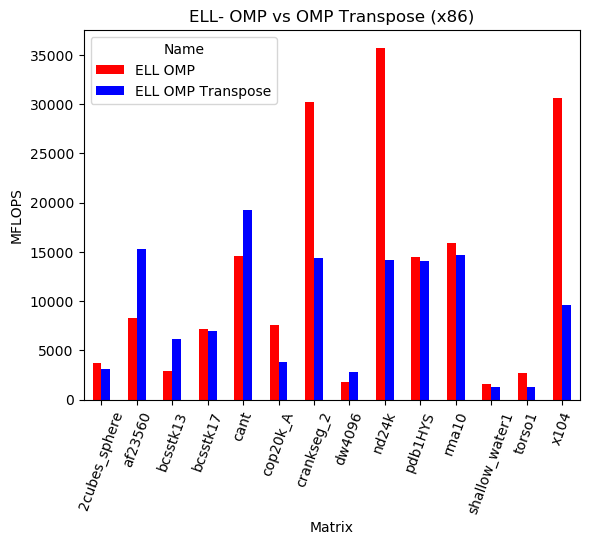 ELL- OMP vs OMP Transpose (x86)
Name
ELL OMP
ELL OMP Transpose
MFLOPS
35000
30000
25000
20000
15000
10000
5000
0
2cubes_sphere
af23560
bcsstk13
bcsstk17
cant
cop20k_A
crankseg_2
dw4096
nd24k
pdb1HYS
rma10
shallow_water1
torso1
x104
Matrix